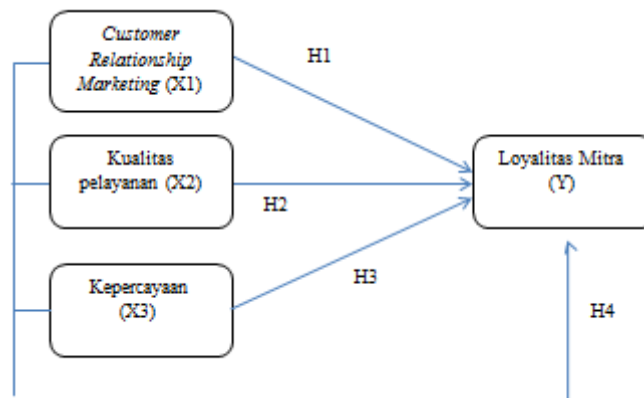 Customer
Relationship
Marketing (X1)
H1
Kualitas
pelayanan (X2)
H2
Loyalitas Mitra
(Y)
Kepercayaan
(X3)
H3
H4